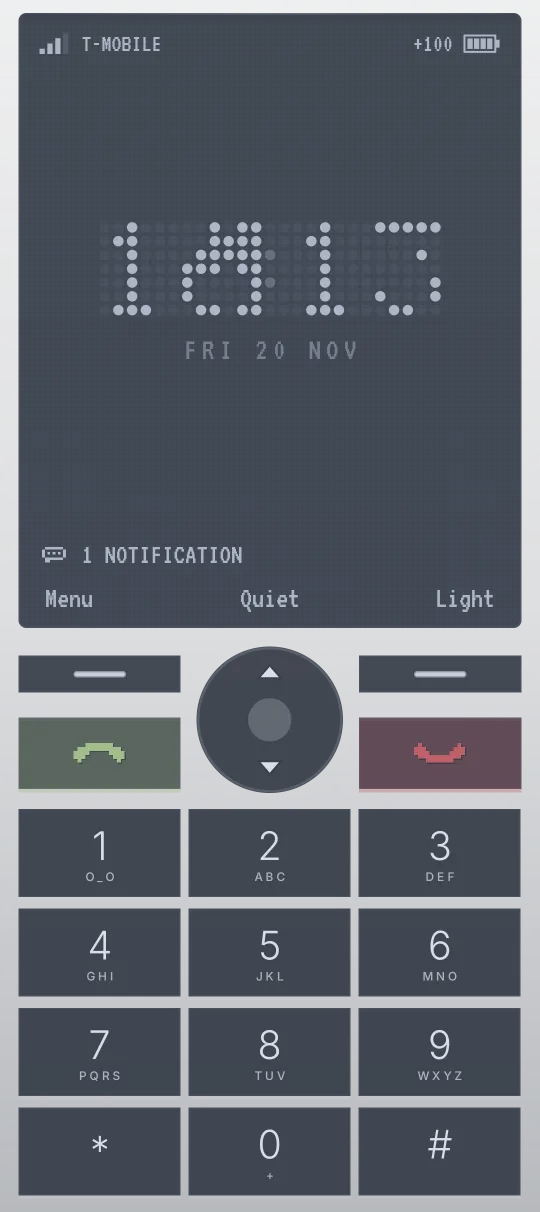 T-MOBILE +100
FRI 20 NOV
1 NOTIFICATION
Menu Quiet Light
1 2 3
O_O ABC DEF
4 5 6
GHI JKL MNO
7 8 9
PQRS TUV WXYZ
* 0 #
+